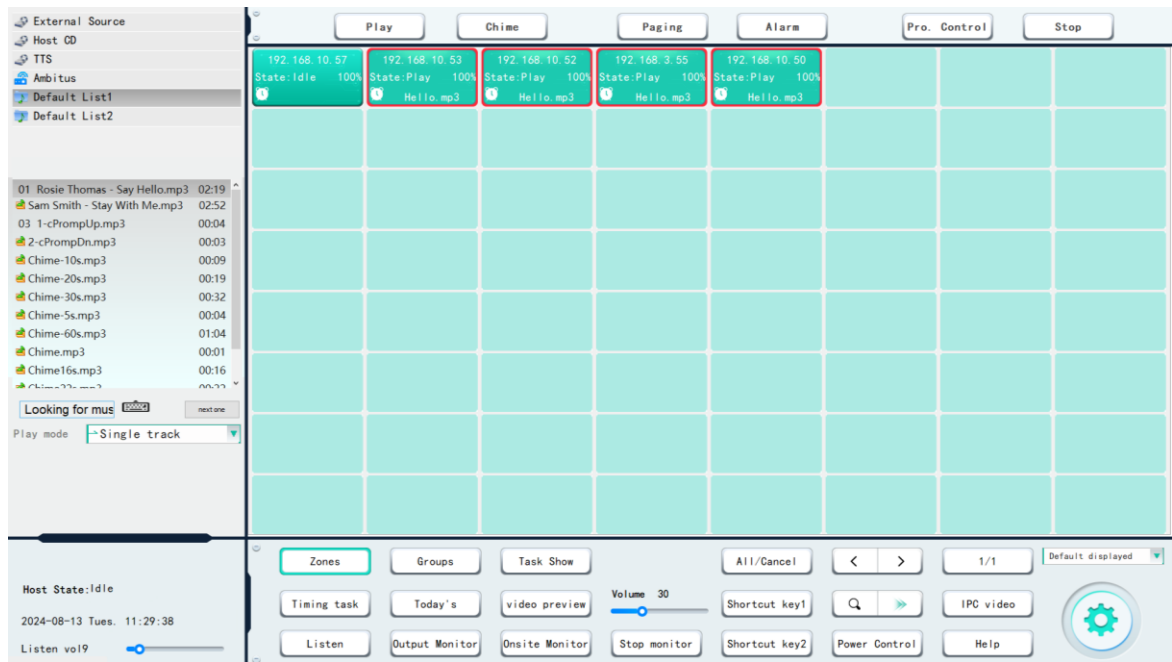 External Source
Host CD
TTS
Ambitus
Default List1
Default List2
01 Rosie Thomas - Say Hello.mp3 02:19
Sam Smith - Stay With Me.mp3 02:52
03 1-cPrompUp.mp3 00:04
2-cPrompDn.mp3 00:03
Chime-10s.mp3 00:09
Chime-20s.mp3 00:19
Chime-30s.mp3 00:32
Chime-5s.mp3 00:04
Chime-60s.mp3 01:04
Chime.mp3 00:01
Chime16s.mp3 00:16
Looking for mus
next one
Play mode Single track
Host State:Idle
2024-08-13 Tues. 11:29:38
Listen vol9
Play Chime Paging Alarm Pro. Control Stop
192.168.10.57 192.168.10.53 192.168.10.52 192.168.3.55 192.168.10.50
State:Idle 100% State:Play 100% State:Play 100% State:Play 100% State:Play 100%
Hello.mp3 Hello.mp3 Hello.mp3 Hello.mp3
Zones Groups Task Show All/Cancel < > 1/1 Default displayed
Timing task Today's video preview Volume 30 Shortcut key1 IPC video
Listen Output Monitor Onsite Monitor Stop monitor Shortcut key2 Power Control Help